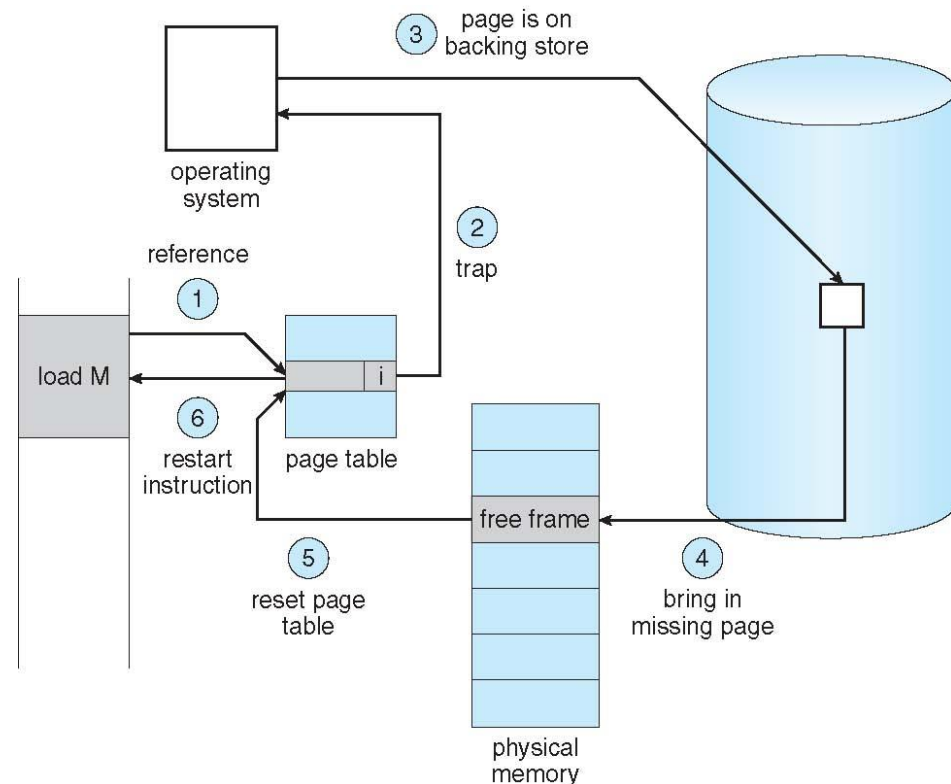 3
page is on
backing store
operating
system
2
trap
reference
1
load M
i
6
restart
instruction
page table
free frame
5
reset page
table
4
bring in
missing page
physical
memory